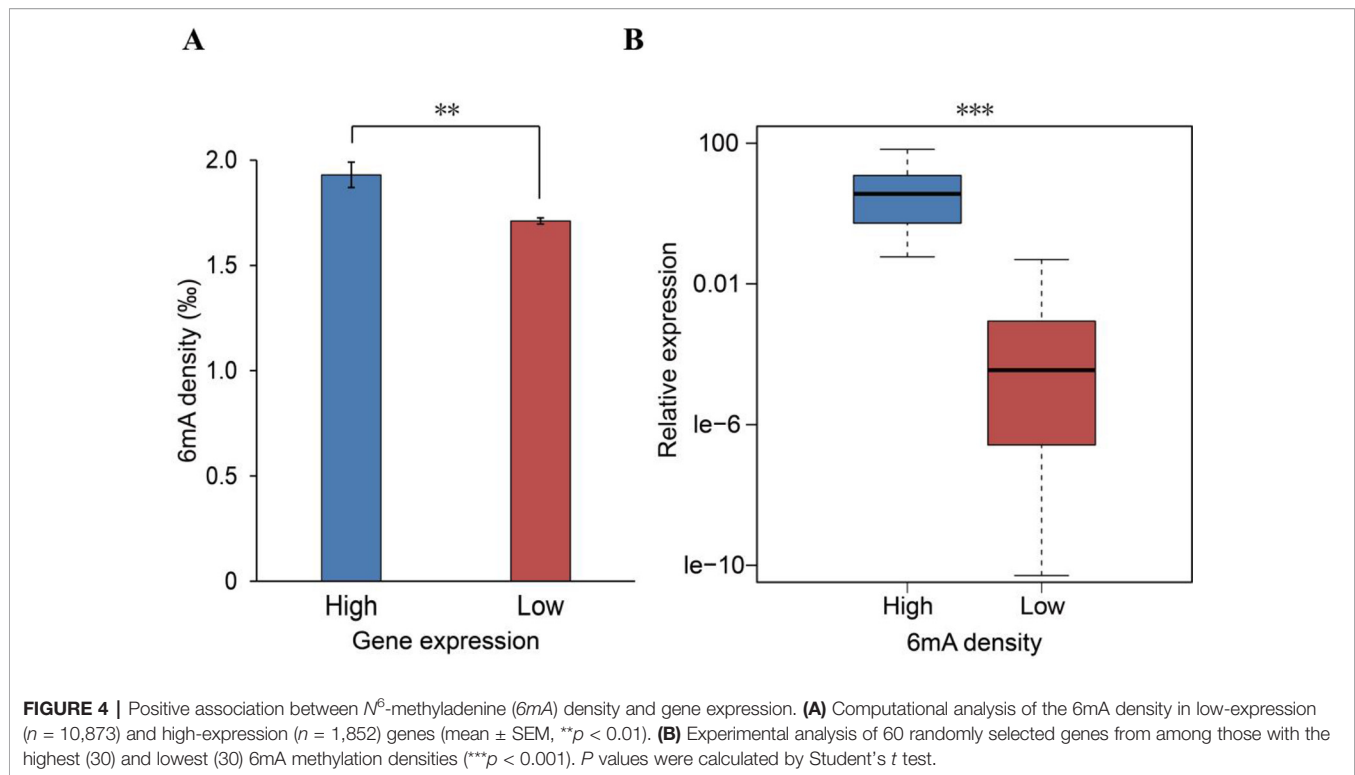 A
B
**
2.0
1.5
1.0
0.5
0
6mA density (‰)
High
Low
Gene expression
***
100
0.01
le−6
le−10
Relative expression
High
Low
6mA density
FIGURE 4 | Positive association between N⁶-methyladenine (6mA) density and gene expression. (A) Computational analysis of the 6mA density in low-expression
(n = 10,873) and high-expression (n = 1,852) genes (mean ± SEM, **p < 0.01). (B) Experimental analysis of 60 randomly selected genes from among those with the
highest (30) and lowest (30) 6mA methylation densities (***p < 0.001). P values were calculated by Student’s t test.